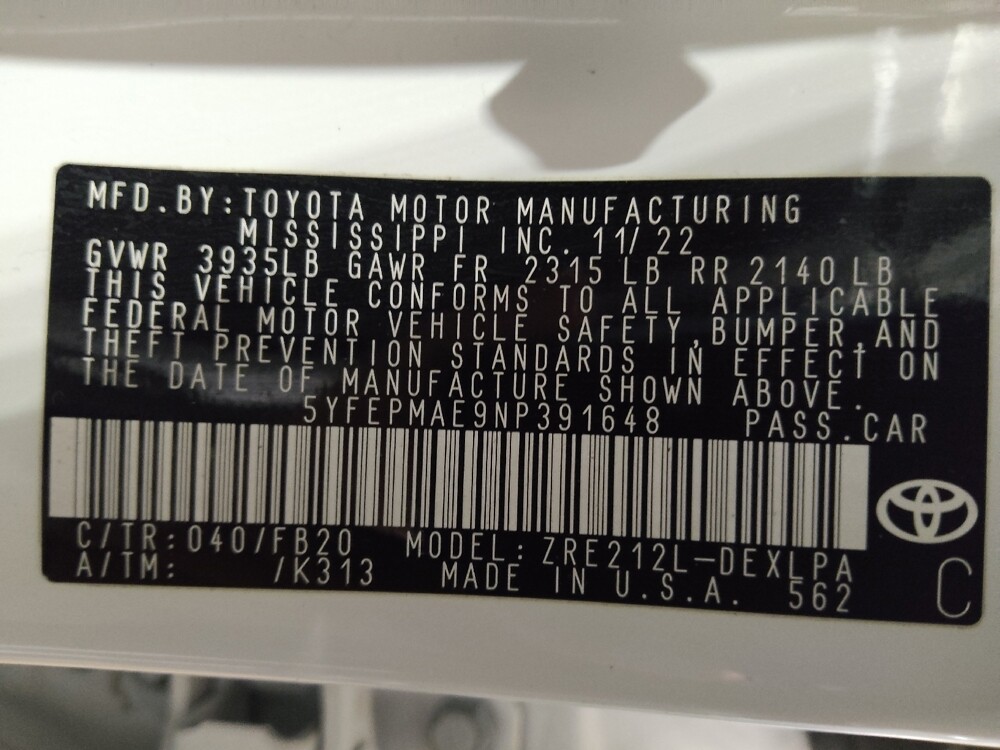 MFD.BY:TOYOTA MOTOR MANUFACTURING
MISSISSIPPI INC. 11/22
GVWR 3935LB GAWR FR 2315 LB RR 2140 LB
THIS VEHICLE CONFORMS TO ALL APPLICABLE
FEDERAL MOTOR VEHICLE SAFETY,BUMPER,AND
THEFT PREVENTION STANDARDS IN EFFECT ON
THE DATE OF MANUFACTURE SHOWN ABOVE.
5YFEPMAE9NP391648 PASS.CAR
C/TR:040/FB20 MODEL:ZRE212L-DEXLPA
A/TM: /K313 MADE IN U.S.A. 562
C